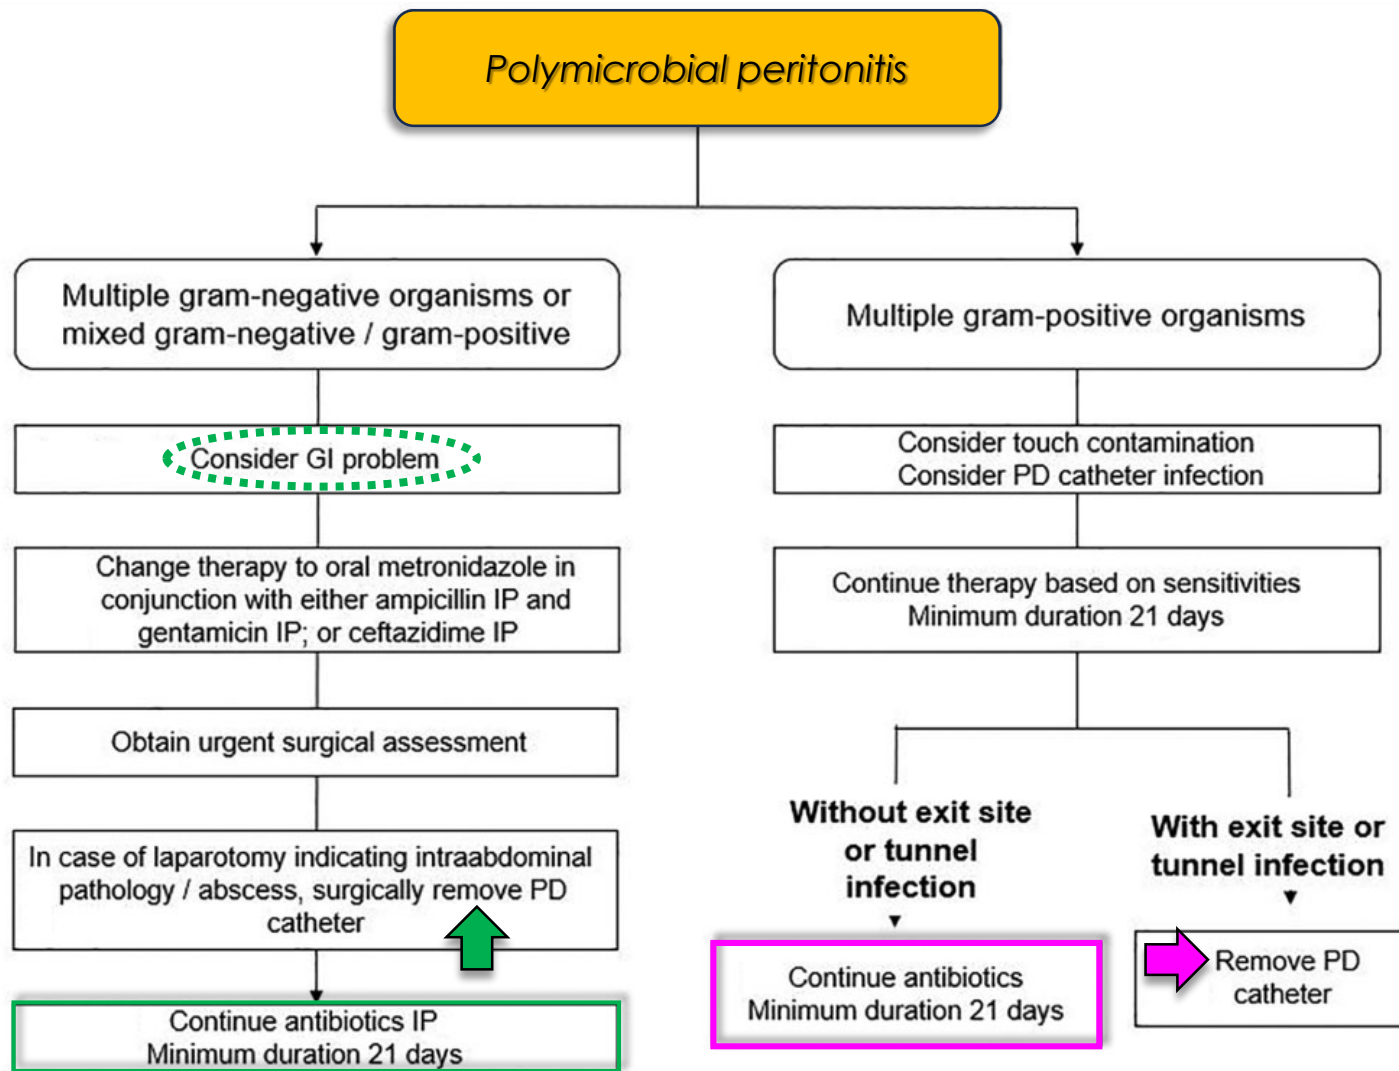 Polymicrobial peritonitis
Multiple gram-negative organisms or
mixed gram-negative / gram-positive
Consider GI problem
Change therapy to oral metronidazole in
conjunction with either ampicillin IP and
gentamicin IP; or ceftazidime IP
Obtain urgent surgical assessment
In case of laparotomy indicating intraabdominal
pathology / abscess, surgically remove PD
catheter
Continue antibiotics IP
Minimum duration 21 days
Multiple gram-positive organisms
Consider touch contamination
Consider PD catheter infection
Continue therapy based on sensitivities
Minimum duration 21 days
Without exit site
or tunnel
infection
Continue antibiotics
Minimum duration 21 days
With exit site or
tunnel infection
Remove PD
catheter